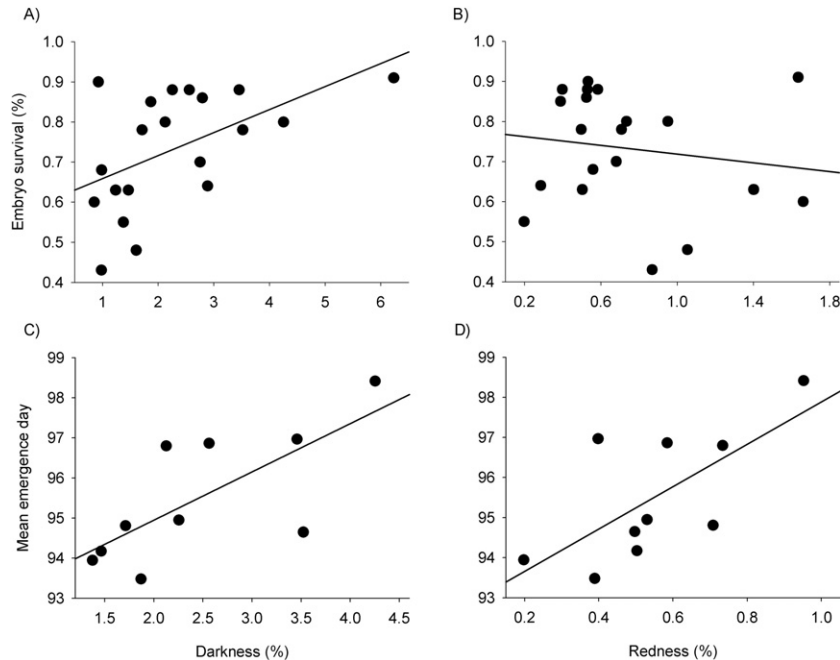 A)
B)
Embryo survival (%)
1.0
0.9
0.8
0.7
0.6
0.5
0.4
1 2 3 4 5 6
1.0
0.9
0.8
0.7
0.6
0.5
0.4
0.2 0.6 1.0 1.4 1.8
C)
D)
Mean emergence day
99
98
97
96
95
94
93
1.5 2.0 2.5 3.0 3.5 4.0 4.5
Darkness (%)
99
98
97
96
95
94
93
0.2 0.4 0.6 0.8 1.0
Redness (%)